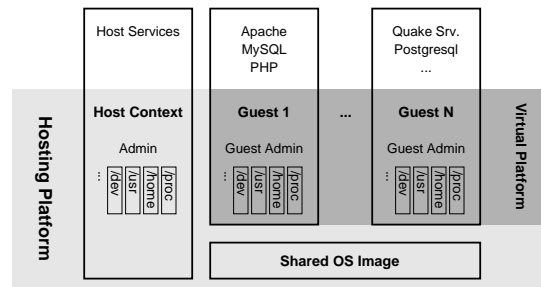 Host Services
Apache
MySQL
PHP
Quake Srv.
Postgresql
...
Hosting Platform
Host Context
Guest 1
...
Guest N
Virtual Platform
Admin
Guest Admin
Guest Admin
...
/dev
/usr
/home
/proc
...
/dev
/usr
/home
/proc
...
/dev
/usr
/home
/proc
Shared OS Image